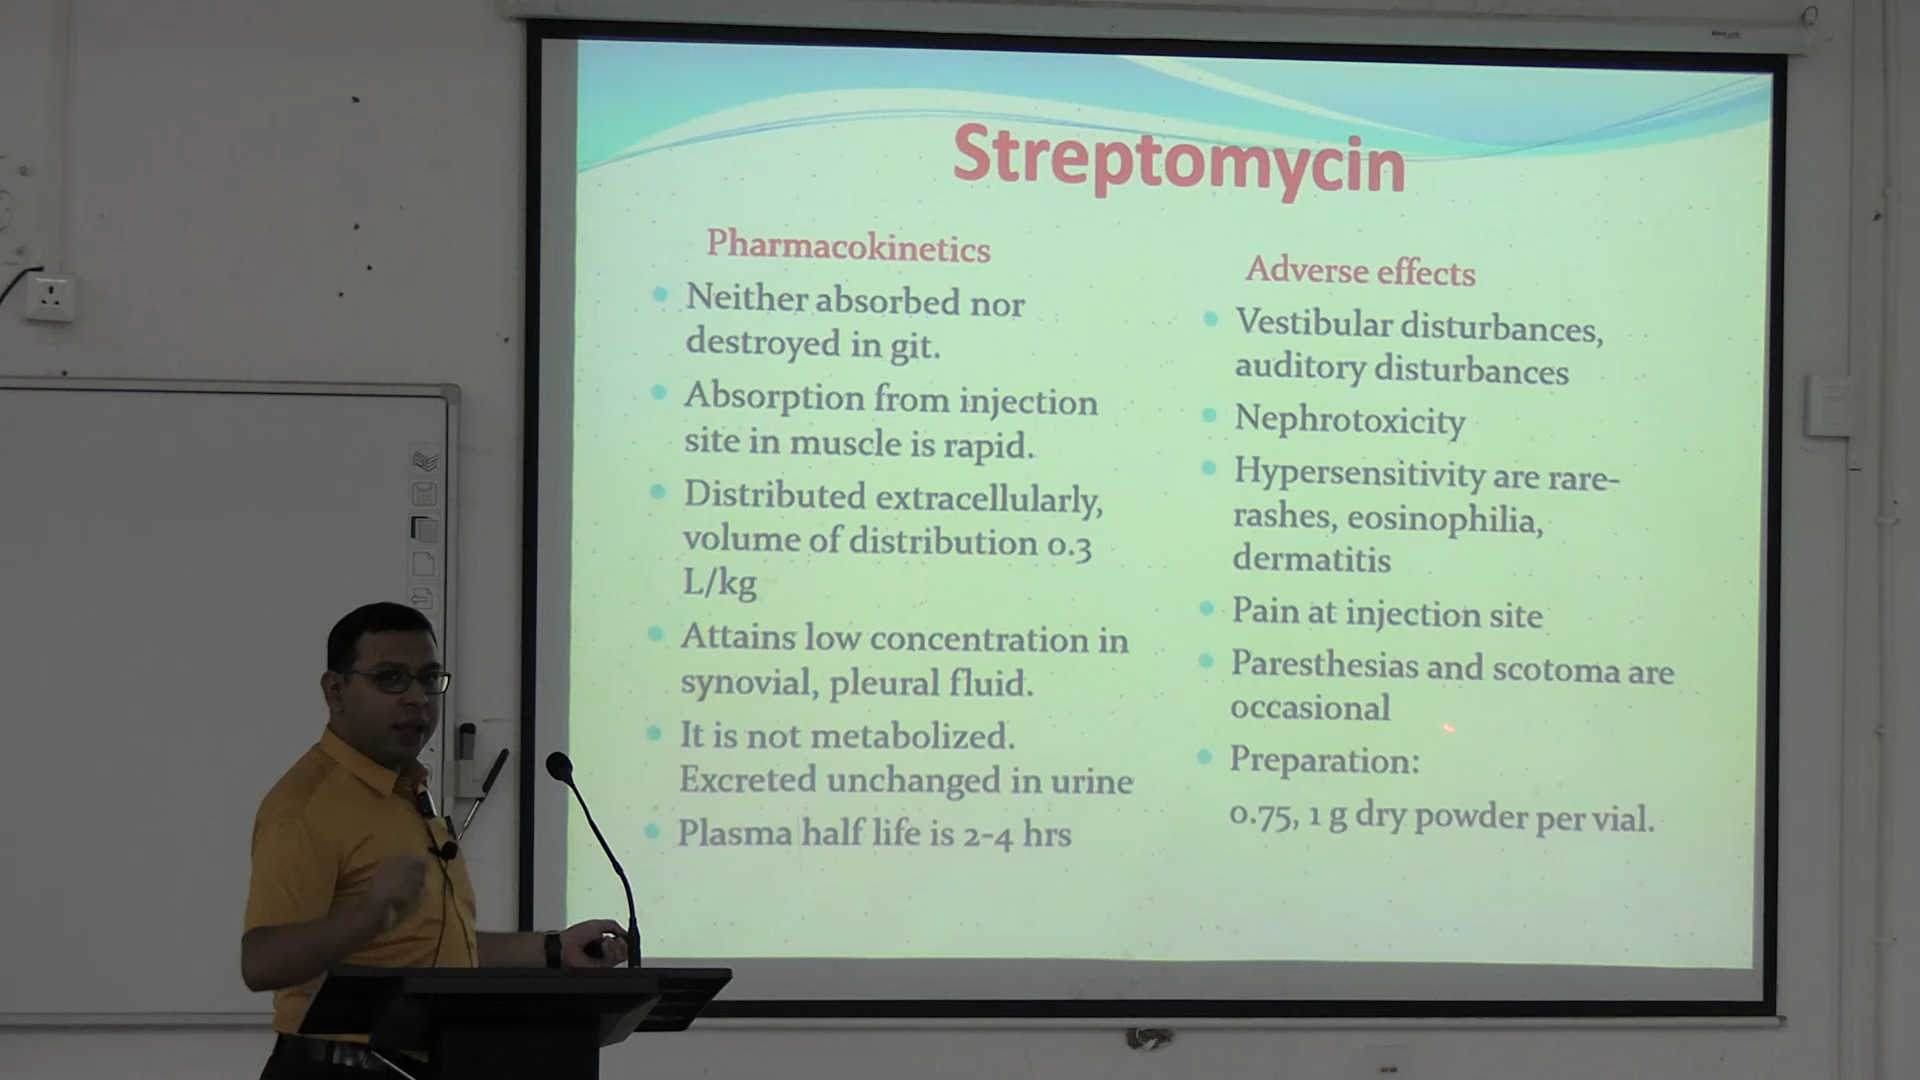 Streptomycin
Pharmacokinetics
Neither absorbed nor
destroyed in git.
Absorption from injection
site in muscle is rapid.
Distributed extracellularly,
volume of distribution 0.3
L/kg
Attains low concentration in
synovial, pleural fluid.
It is not metabolized.
Excreted unchanged in urine
Plasma half life is 2-4 hrs
Adverse effects
Vestibular disturbances,
auditory disturbances
Nephrotoxicity
Hypersensitivity are rare-
rashes, eosinophilia,
dermatitis
Pain at injection site
Paresthesias and scotoma are
occasional
Preparation:
0.75, 1 g dry powder per vial.